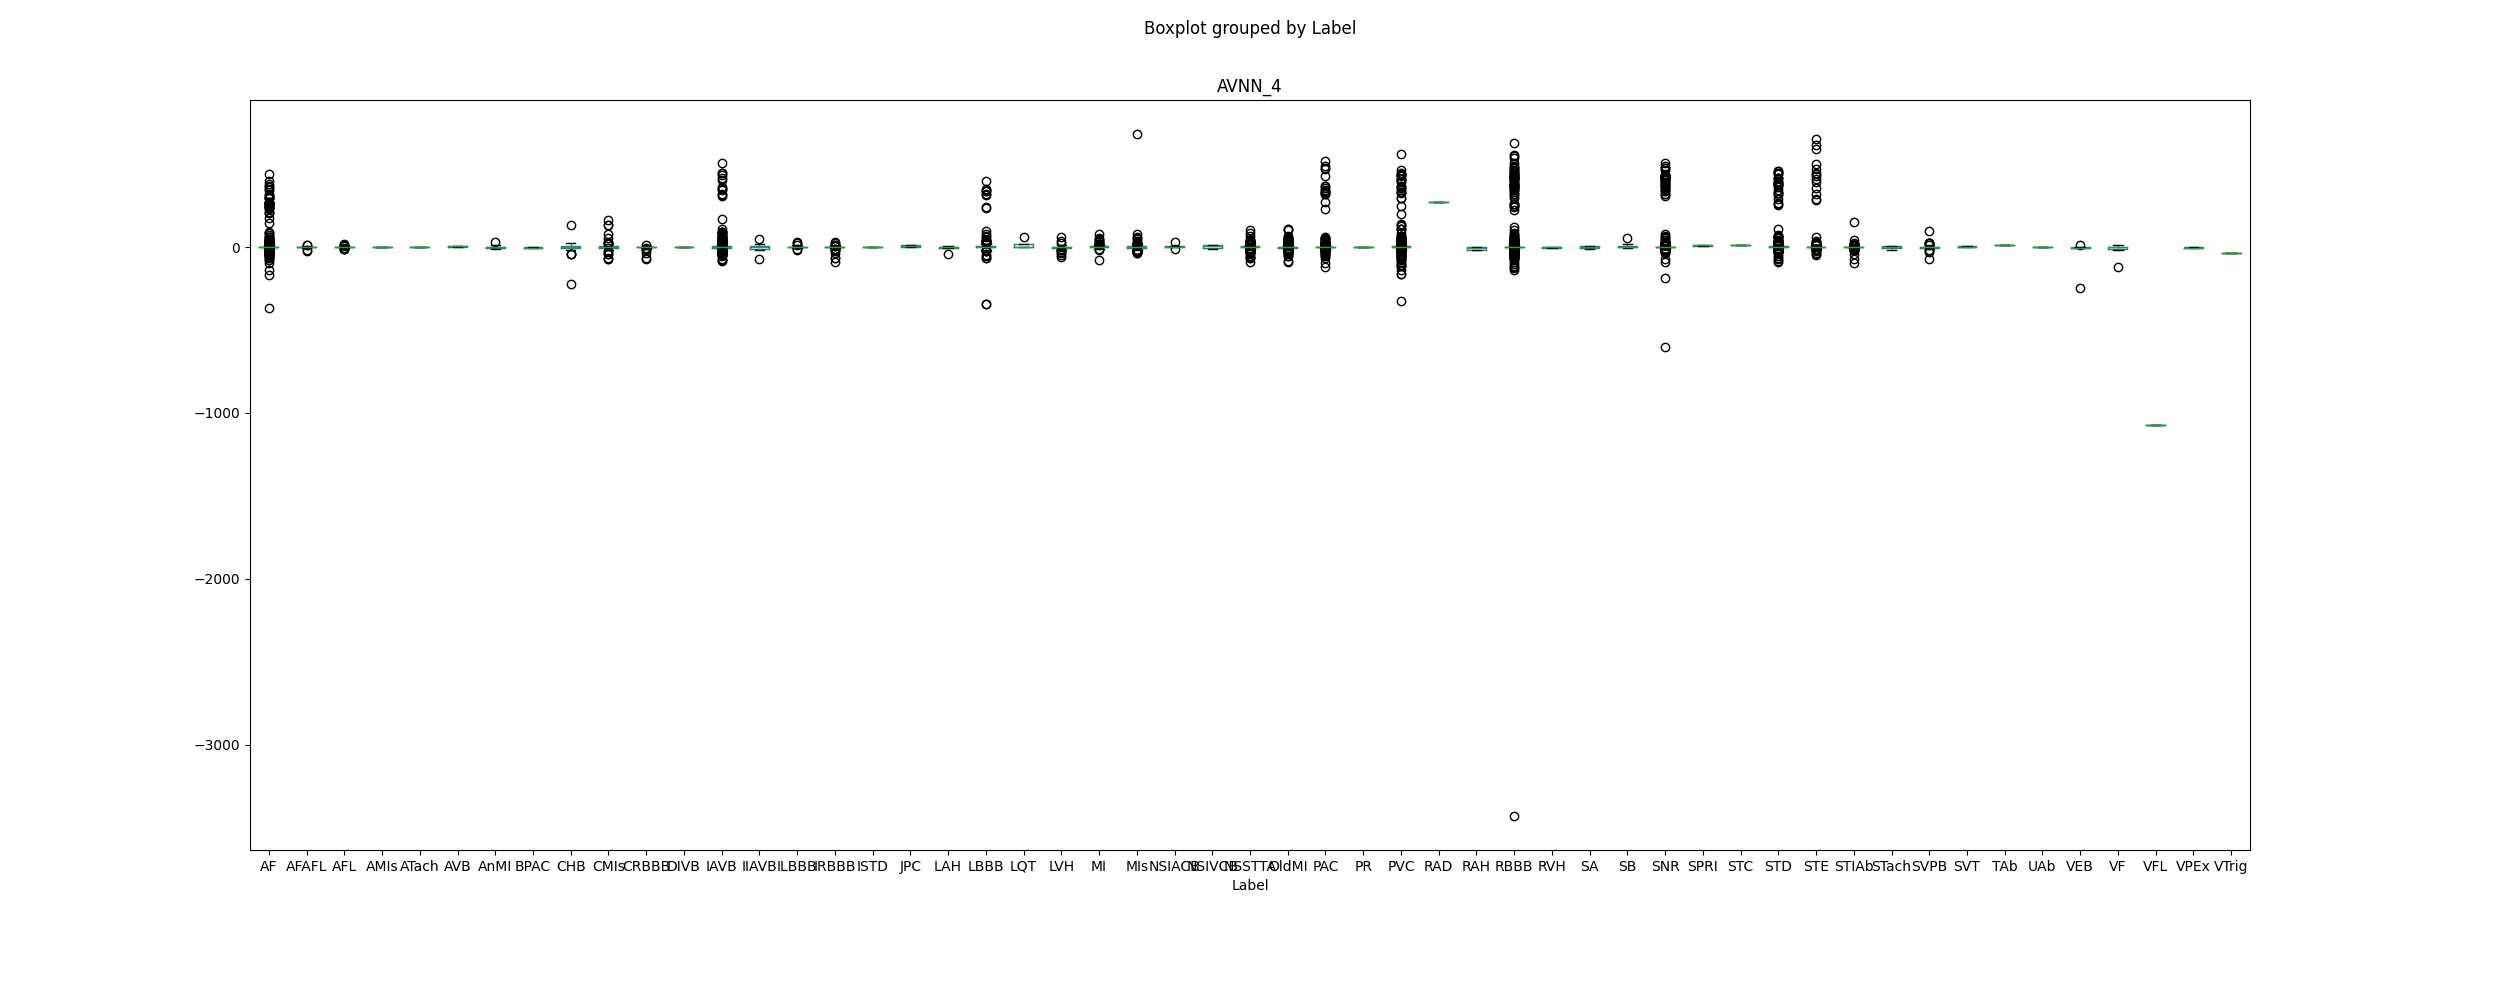 Boxplot grouped by Label
AVNN_4
0
−1000
−2000
−3000
AF AFAFL AFL AMIs ATach AVB AnMI BPAC CHB CMIs CRBBB DIVB IAVB IIAVB ILBBB IRBBB ISTD JPC LAH LBBB LQT LVH MI MIs NSIACB NSIVCB NSSTTA OldMI PAC PR PVC RAD RAH RBBB RVH SA SB SNR SPRI STC STD STE STIAb STach SVPB SVT TAb UAb VEB VF VFL VPEx VTrig
Label